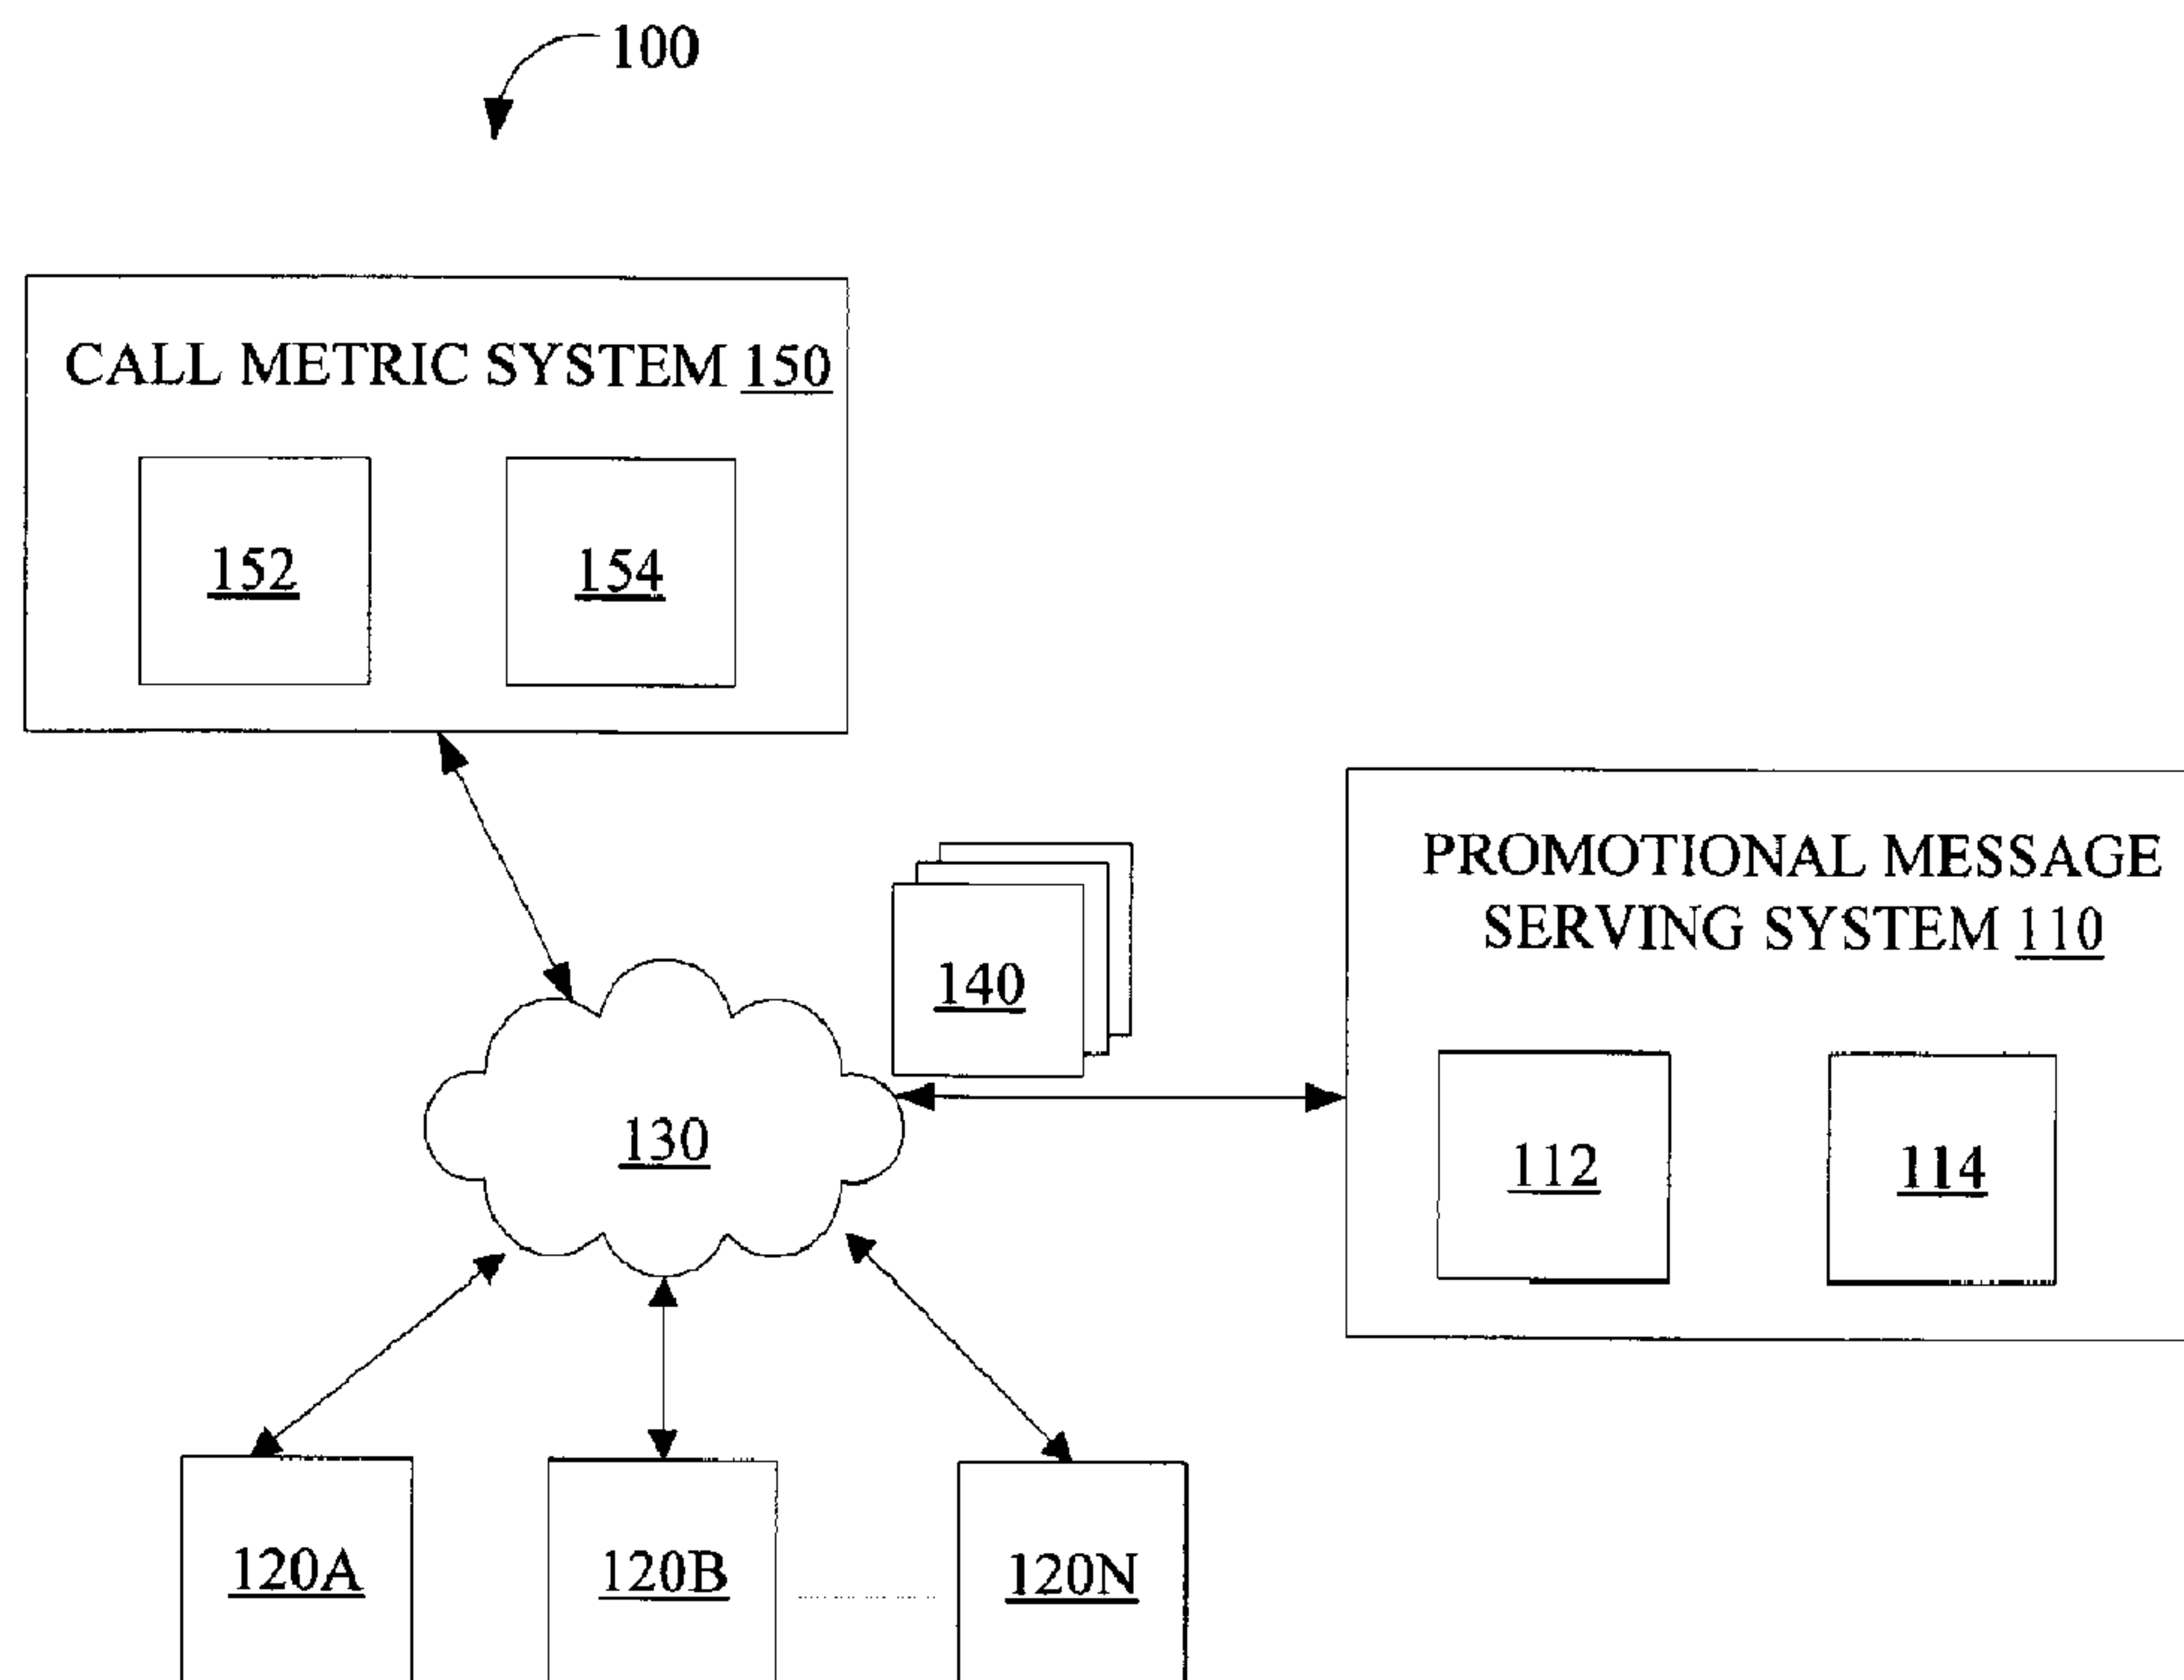 100
CALL METRIC SYSTEM 150
152
154
PROMOTIONAL MESSAGE
SERVING SYSTEM 110
140
130
112
114
120A
120B
120N